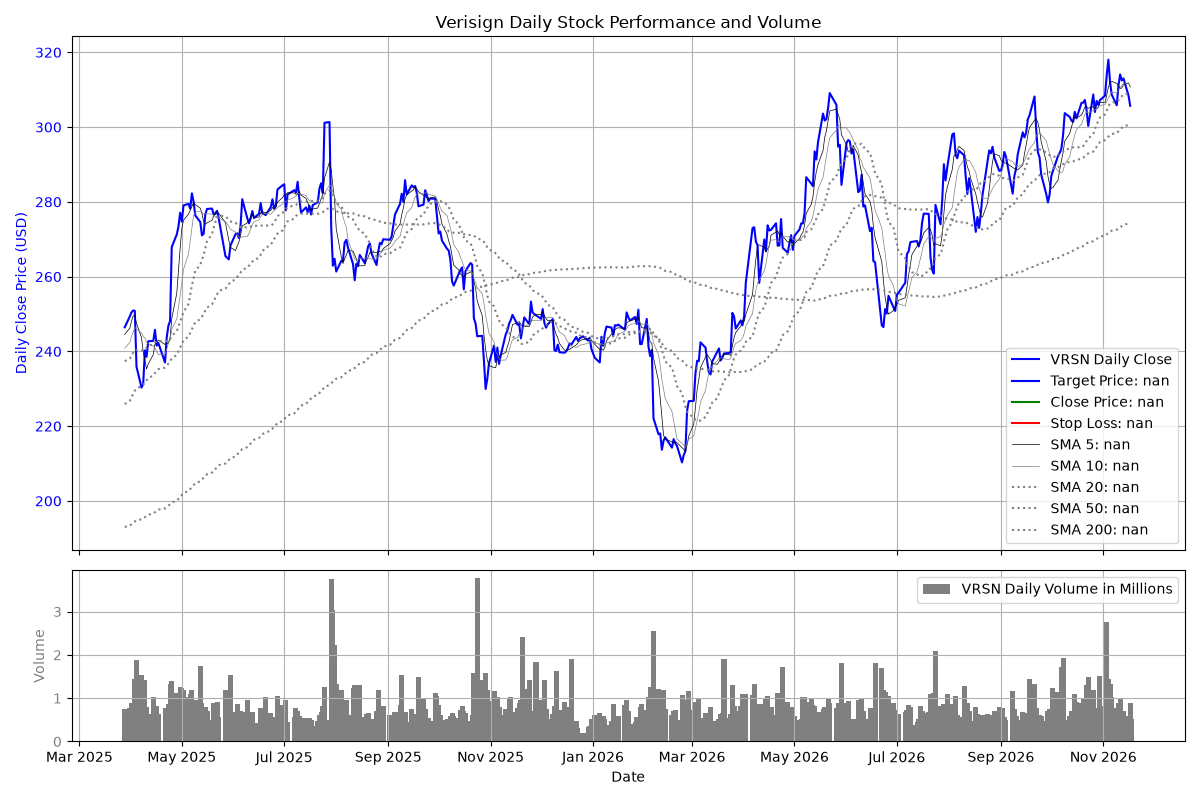 Verisign Daily Stock Performance and Volume
320
300
280
260
240
220
200
Daily Close Price (USD)
VRSN Daily Close
Target Price: nan
Close Price: nan
Stop Loss: nan
SMA 5: nan
SMA 10: nan
SMA 20: nan
SMA 50: nan
SMA 200: nan
VRSN Daily Volume in Millions
3
2
1
0
Volume
Mar 2025 May 2025 Jul 2025 Sep 2025 Nov 2025 Jan 2026 Mar 2026 May 2026 Jul 2026 Sep 2026 Nov 2026
Date